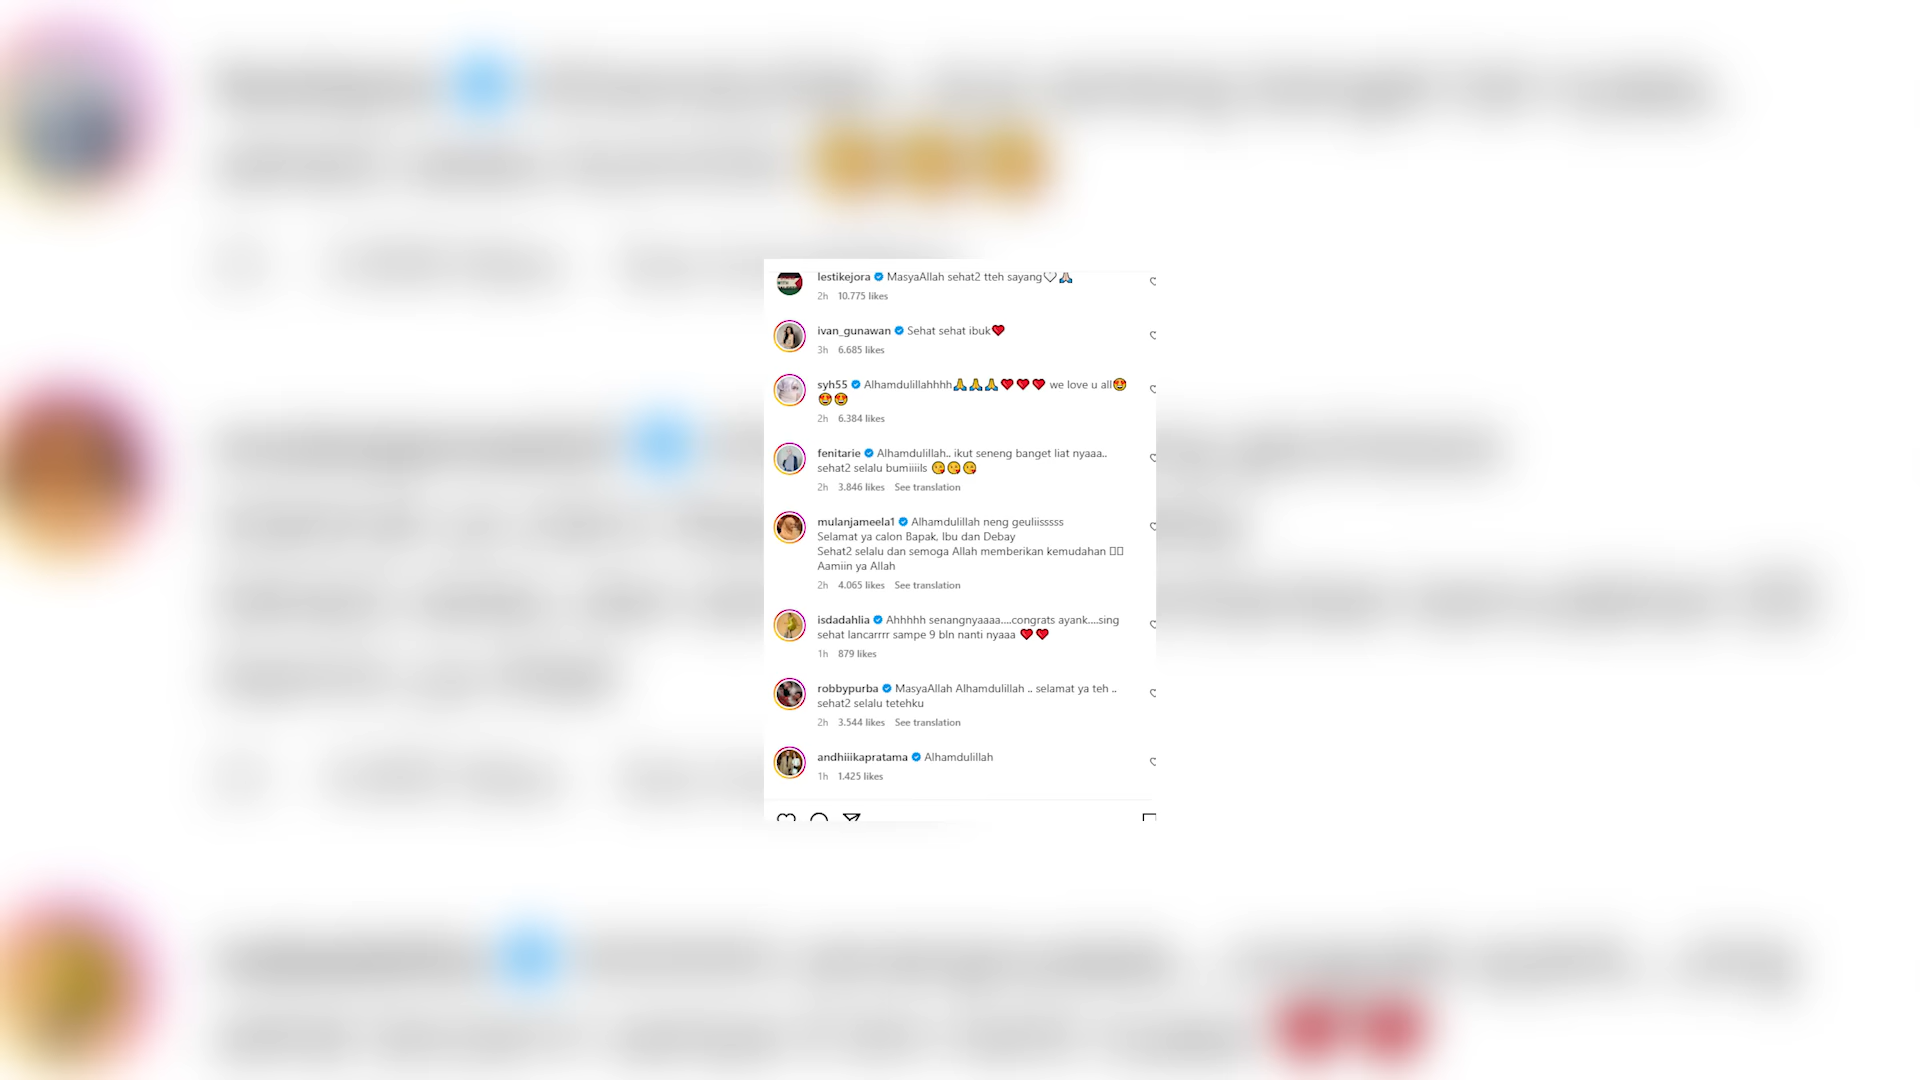 lestikejora MasyaAllah sehat2 tteh sayang🤍🙏🏻
2h 10.775 likes
ivan_gunawan Sehat sehat ibuk❤️
3h 6.685 likes
syh55 Alhamdulillahhhh🙏🙏🙏❤️❤️❤️ we love u all😍
😍😍
2h 6.384 likes
fenitarie Alhamdulillah.. ikut seneng banget liat nyaaa..
sehat2 selalu bumiiiils 😘😘😘
2h 3.846 likes See translation
mulanjameela1 Alhamdulillah neng geuliisssss
Selamat ya calon Bapak, Ibu dan Debay
Sehat2 selalu dan semoga Allah memberikan kemudahan
Aamiin ya Allah
2h 4.065 likes See translation
isdadahlia Ahhhhh senangnyaaaa....congrats ayank....sing
sehat lancarrrr sampe 9 bln nanti nyaaa ❤️❤️
1h 879 likes
robbypurba MasyaAllah Alhamdulillah .. selamat ya teh ..
sehat2 selalu tetehku
2h 3.544 likes See translation
andhiiikapratama Alhamdulillah
1h 1.425 likes